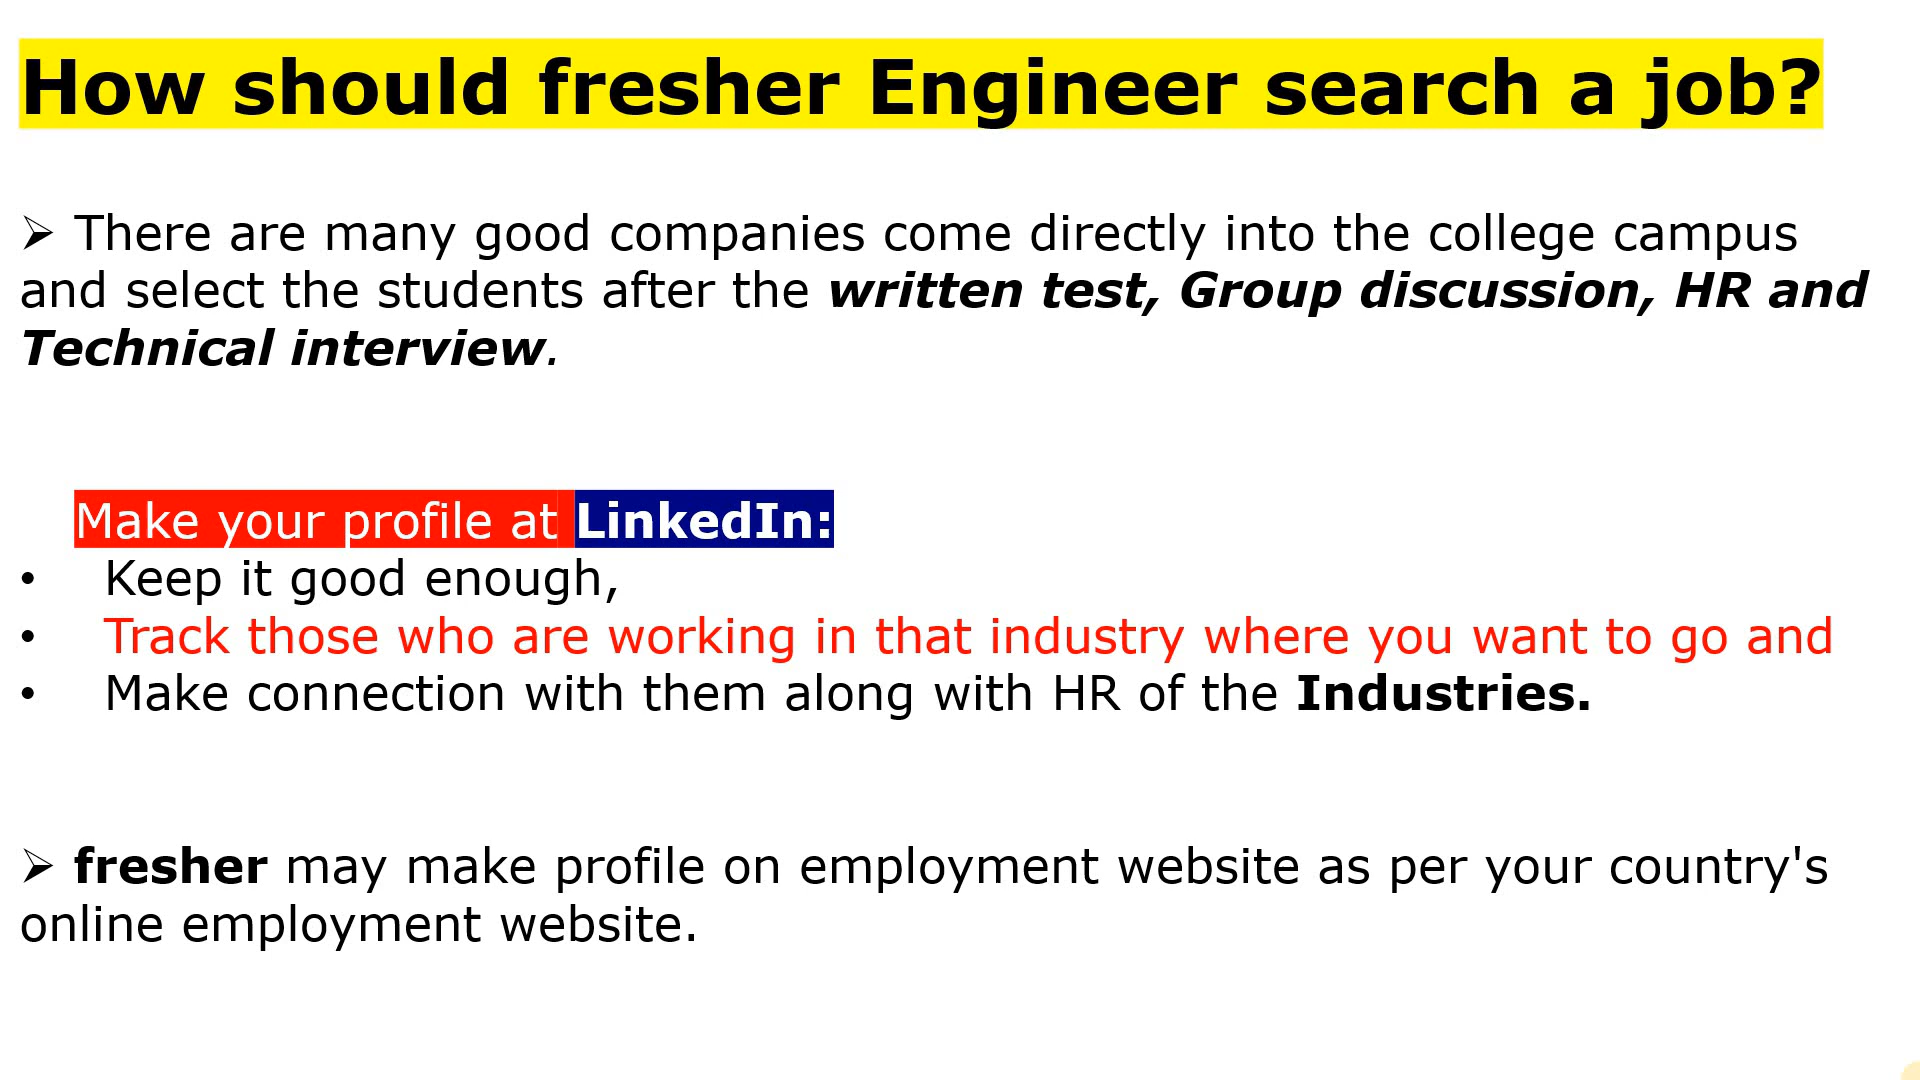 How should fresher Engineer search a job?
➢ There are many good companies come directly into the college campus
and select the students after the written test, Group discussion, HR and
Technical interview.
Make your profile at LinkedIn:
• Keep it good enough,
• Track those who are working in that industry where you want to go and
• Make connection with them along with HR of the Industries.
➢ fresher may make profile on employment website as per your country's
online employment website.